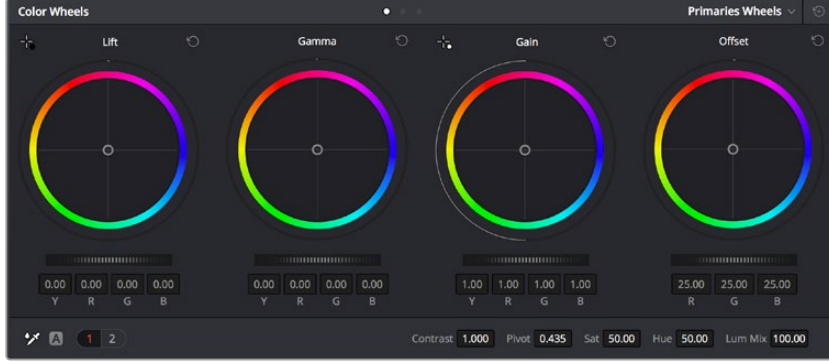 Color Wheels Primaries Wheels
Lift Gamma Gain Offset
0.00 0.00 0.00 0.00 0.00 0.00 0.00 0.00 1.00 1.00 1.00 1.00 25.00 25.00 25.00
Y R G B Y R G B Y R G B R G B
A 1 2 Contrast 1.000 Pivot 0.435 Sat 50.00 Hue 50.00 Lum Mix 100.00